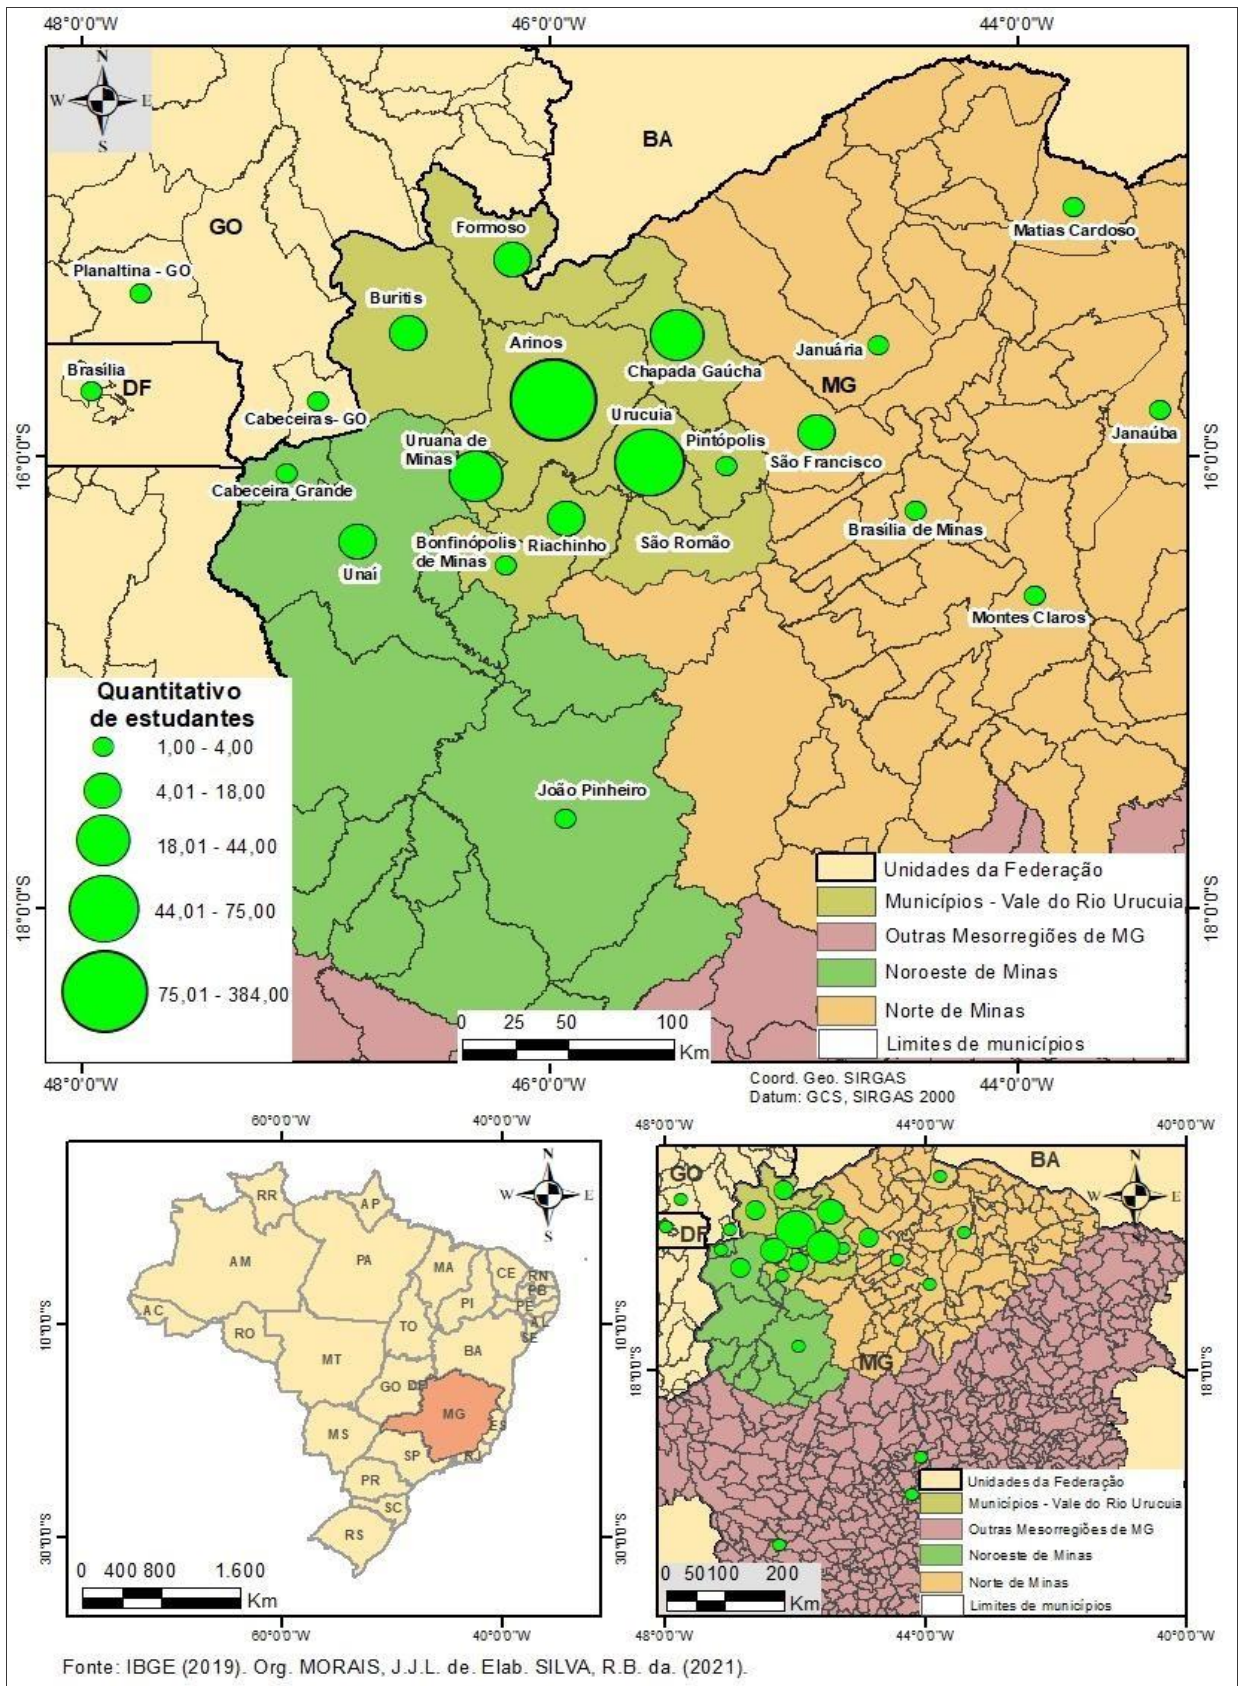 48°0'0"W
46°0'0"W
44°0'0"W
N
W
E
S
BA
GO
Formoso
Matias Cardoso
Planaltina - GO
Buritis
Arinos
Januária
Chapada Gaúcha
MG
Brasília
DF
Cabeceiras- GO
Urucuia
Uruana de
Minas
Pintópolis
Janaúba
São Francisco
16°0'0"S
16°0'0"S
Cabeceira Grande
Brasília de Minas
Bonfinópolis
de Minas
Riachinho
São Romão
Unaí
Montes Claros
Quantitativo
de estudantes
1,00 - 4,00
4,01 - 18,00
18,01 - 44,00
44,01 - 75,00
75,01 - 384,00
João Pinheiro
18°0'0"S
18°0'0"S
Unidades da Federação
Municípios - Vale do Rio Urucuia
Outras Mesorregiões de MG
Noroeste de Minas
Norte de Minas
Limites de municípios
0 25 50 100
Km
48°0'0"W
46°0'0"W
44°0'0"W
Coord. Geo. SIRGAS
Datum: GCS, SIRGAS 2000
60°0'0"W
40°0'0"W
N
W
E
S
RR
AP
AM
PA
MA
CE
RN
PB
PE
AL
SE
PI
AC
RO
TO
BA
MT
GO
DF
MG
ES
MS
SP
RJ
PR
SC
RS
10°0'0"S
10°0'0"S
30°0'0"S
30°0'0"S
0 400 800 1.600
Km
60°0'0"W
40°0'0"W
48°0'0"W
44°0'0"W
40°0'0"W
GO
BA
N
W
E
S
DF
MG
18°0'0"S
18°0'0"S
Unidades da Federação
Municípios - Vale do Rio Urucuia
Outras Mesorregiões de MG
Noroeste de Minas
Norte de Minas
Limites de municípios
0 50 100 200
Km
48°0'0"W
44°0'0"W
40°0'0"W
Fonte: IBGE (2019). Org. MORAIS, J.J.L. de. Elab. SILVA, R.B. da. (2021).